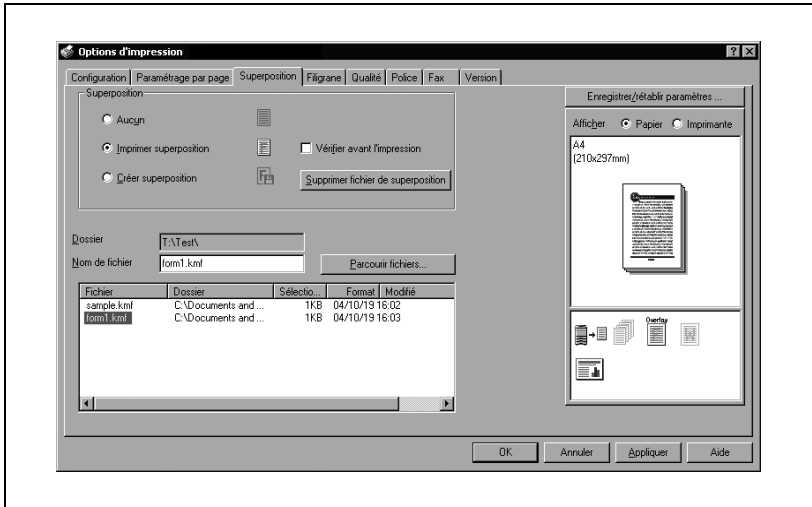 Options d'impression
Configuration Paramétrage par page Superposition Filigrane Qualité Police Fax Version
Superposition
Aucun
Imprimer superposition
Vérifier avant l'impression
Créer superposition
Supprimer fichier de superposition
Dossier
T:\Test\
Nom de fichier
form1.kmf
Parcourir fichiers...
Fichier Dossier Sélectio... Format Modifié
sample.kmf C:\Documents and ... 1KB 04/10/19 16:02
form1.kmf C:\Documents and ... 1KB 04/10/19 16:03
Enregistrer/rétablir paramètres ...
Afficher Papier Imprimante
A4
(210x297mm)
Overlay
OK Annuler Appliquer Aide